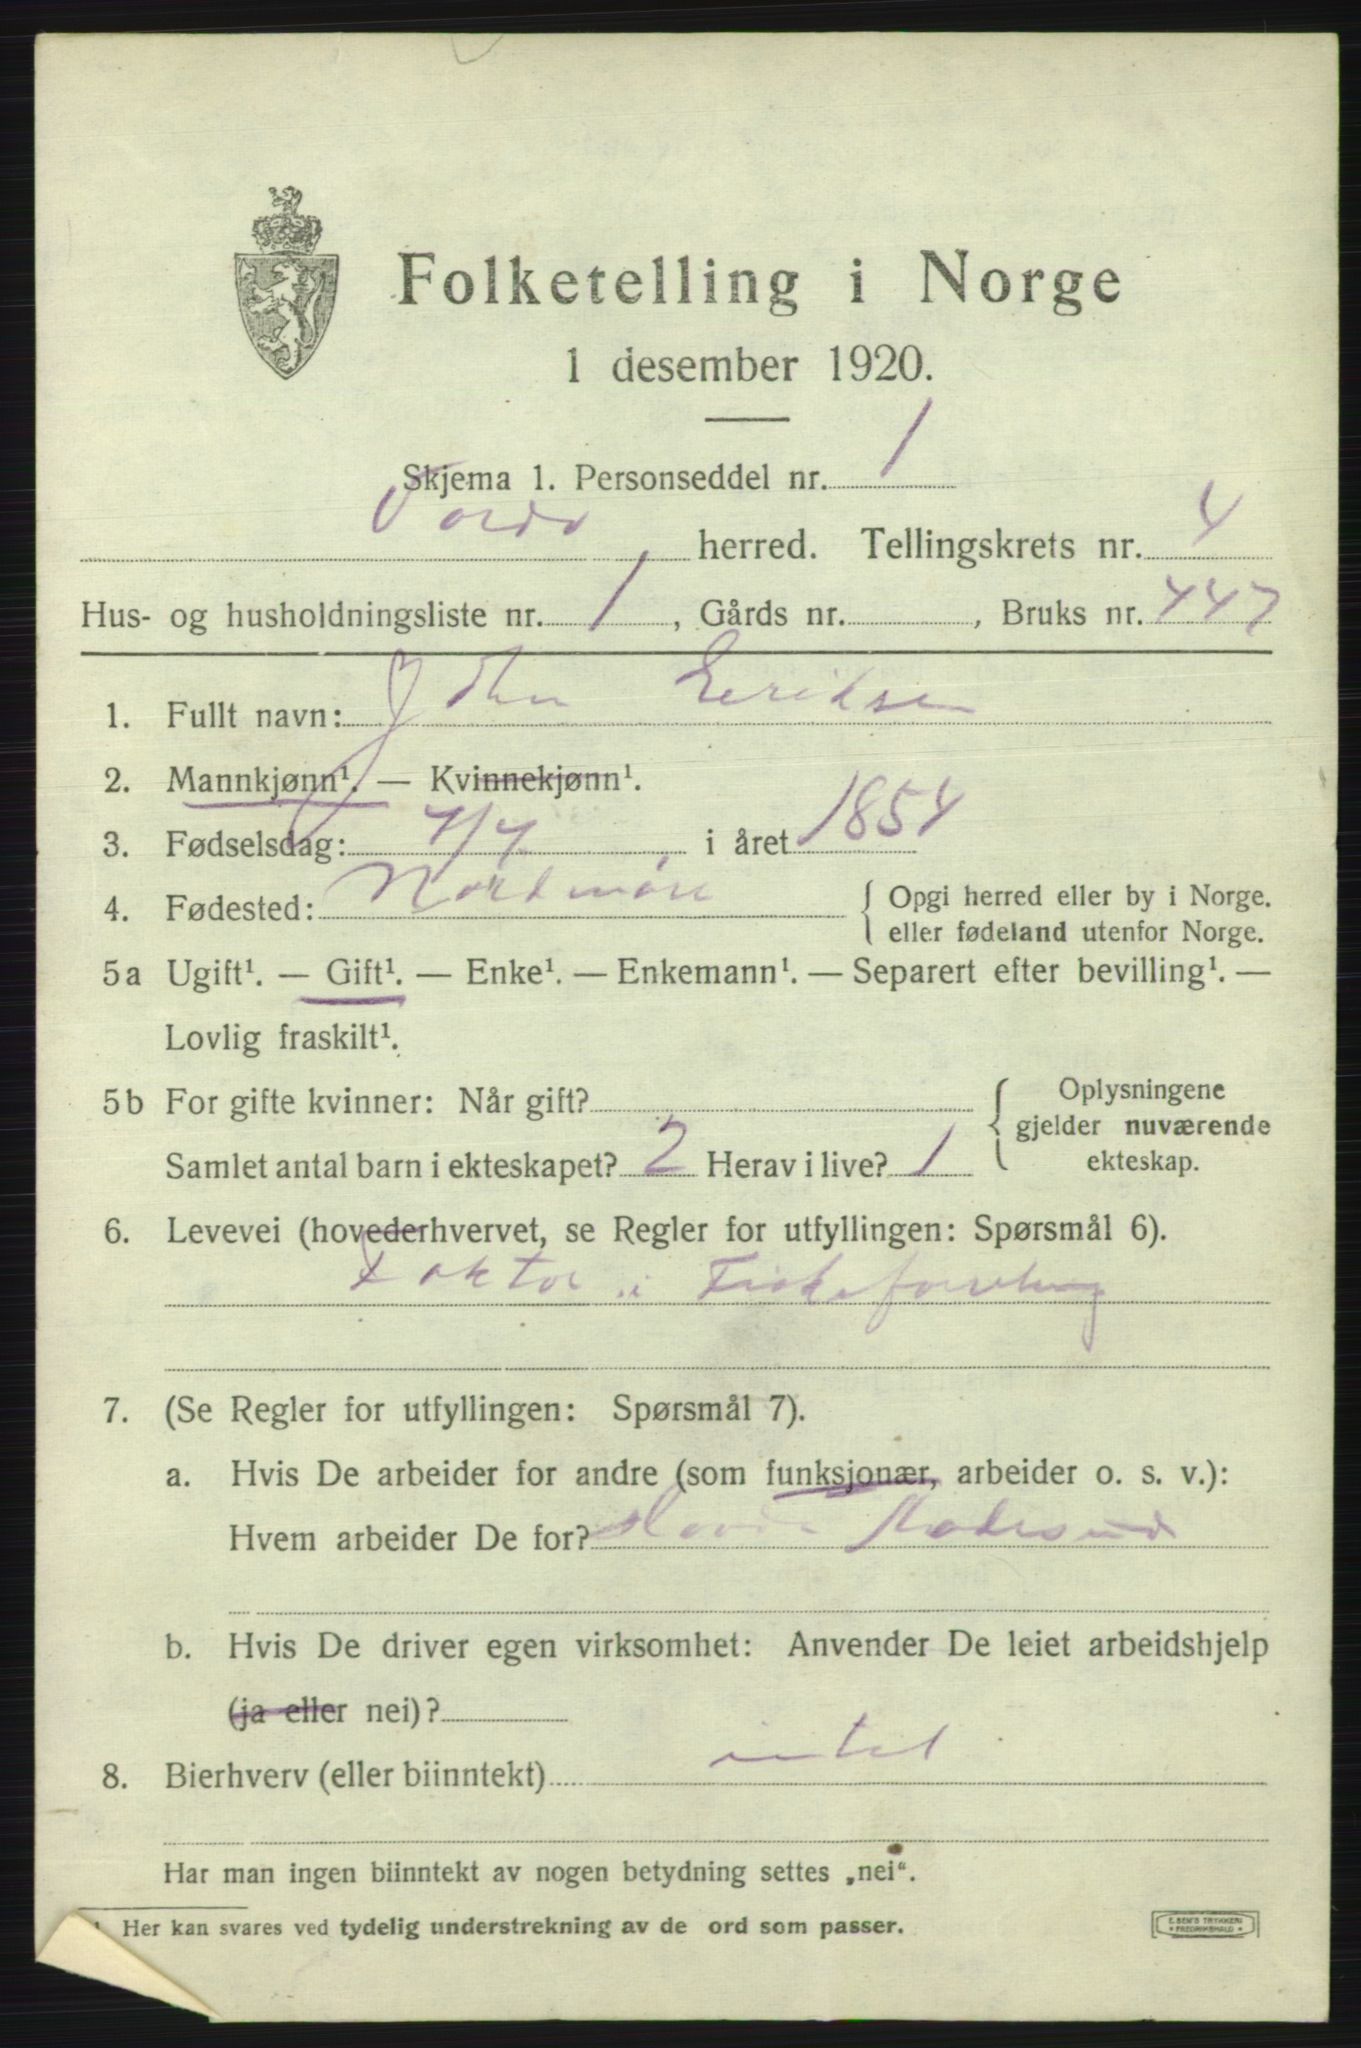 Folketelling i Norge
1 desember 1920.
Skjema 1. Personseddel nr. 1
herred. Tellingskrets nr. 4
Hus- og husholdningsliste nr. 1, Gårds nr. , Bruks nr. 447
1. Fullt navn: John Eriksen
2. Mannkjønn¹. — Kvinnekjønn¹.
3. Fødselsdag: 4/4 i året 1854
4. Fødested: Nordmøre { Opgi herred eller by i Norge.
eller fødeland utenfor Norge.
5a Ugift¹. — Gift¹. — Enke¹. — Enkemann¹. — Separert efter bevilling¹. —
Lovlig fraskilt¹.
5b For gifte kvinner: Når gift? { Oplysningene
gjelder nuværende
Samlet antal barn i ekteskapet? 2 Herav i live? 1 ekteskap.
6. Levevei (hovederhvervet, se Regler for utfyllingen: Spørsmål 6).
Faktor i
7. (Se Regler for utfyllingen: Spørsmål 7).
a. Hvis De arbeider for andre (som funksjonær, arbeider o. s. v.):
Hvem arbeider De for?
b. Hvis De driver egen virksomhet: Anvender De leiet arbeidshjelp
(ja eller nei)?
8. Bierhverv (eller biinntekt) intet
Har man ingen biinntekt av nogen betydning settes „nei“.
¹ Her kan svares ved tydelig understrekning av de ord som passer.
E. SEM'S TRYKKERI
FREDRIKSHALD